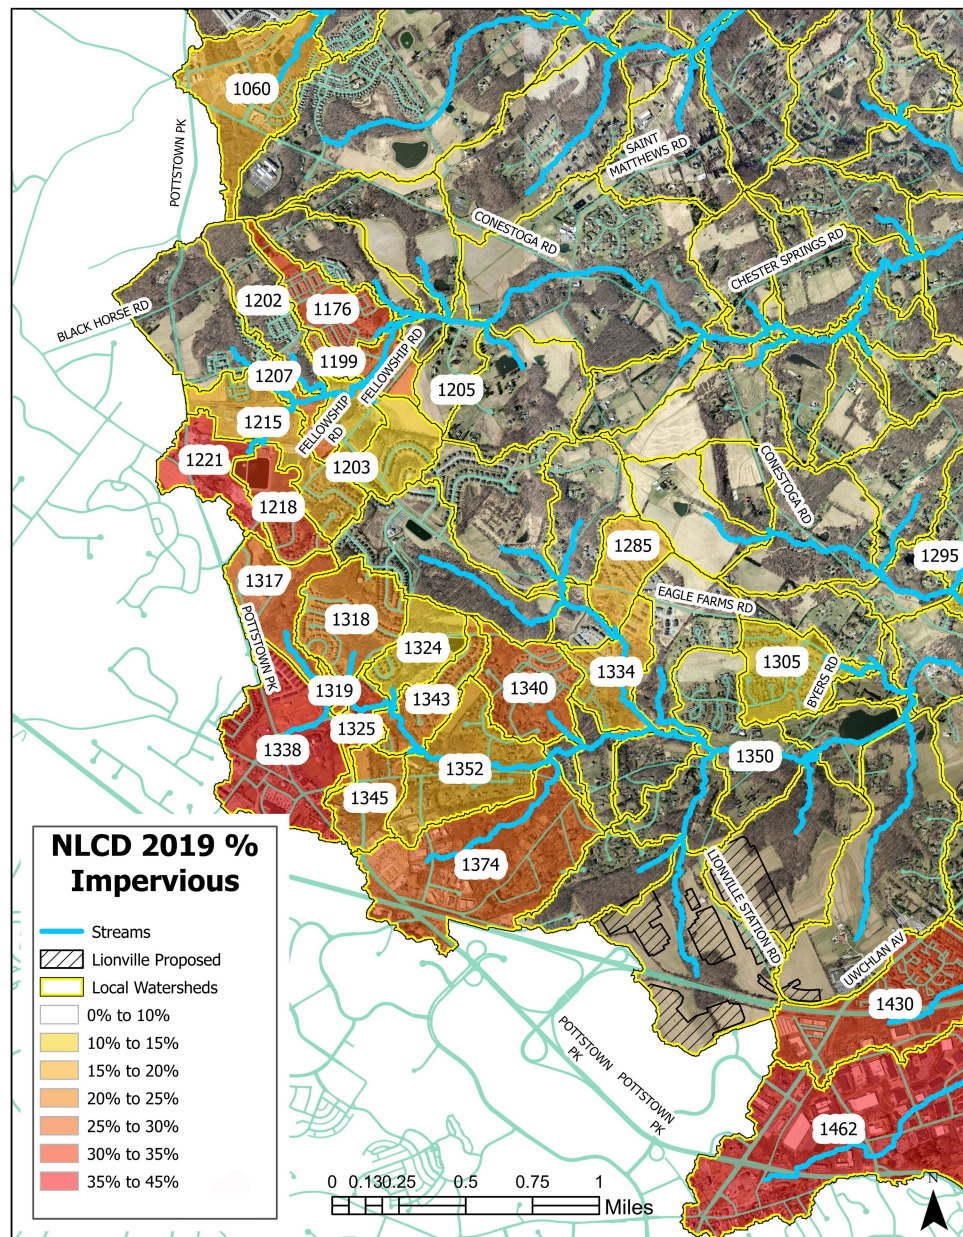 1060
POTTSTOWN PK
SAINT
MATTHEWS RD
CONESTOGA RD
CHESTER SPRINGS RD
BLACK HORSE RD
1202
1176
1199
FELLOWSHIP RD
1207
1205
1215
FELLOWSHIP
RD
1221
1203
1218
CONESTOGA RD
1285
1295
1317
EAGLE FARMS RD
1318
POTTSTOWN PK
1324
1305
BYERS RD
1334
1319
1343
1340
1325
1338
1352
1350
1345
1374
LIONVILLE STATION RD
UWCHLAN AV
1430
POTTSTOWN
PK
POTTSTOWN
PK
1462
NLCD 2019 %
Impervious
Streams
Lionville Proposed
Local Watersheds
0% to 10%
10% to 15%
15% to 20%
20% to 25%
25% to 30%
30% to 35%
35% to 45%
0 0.130.25 0.5 0.75 1
Miles
N